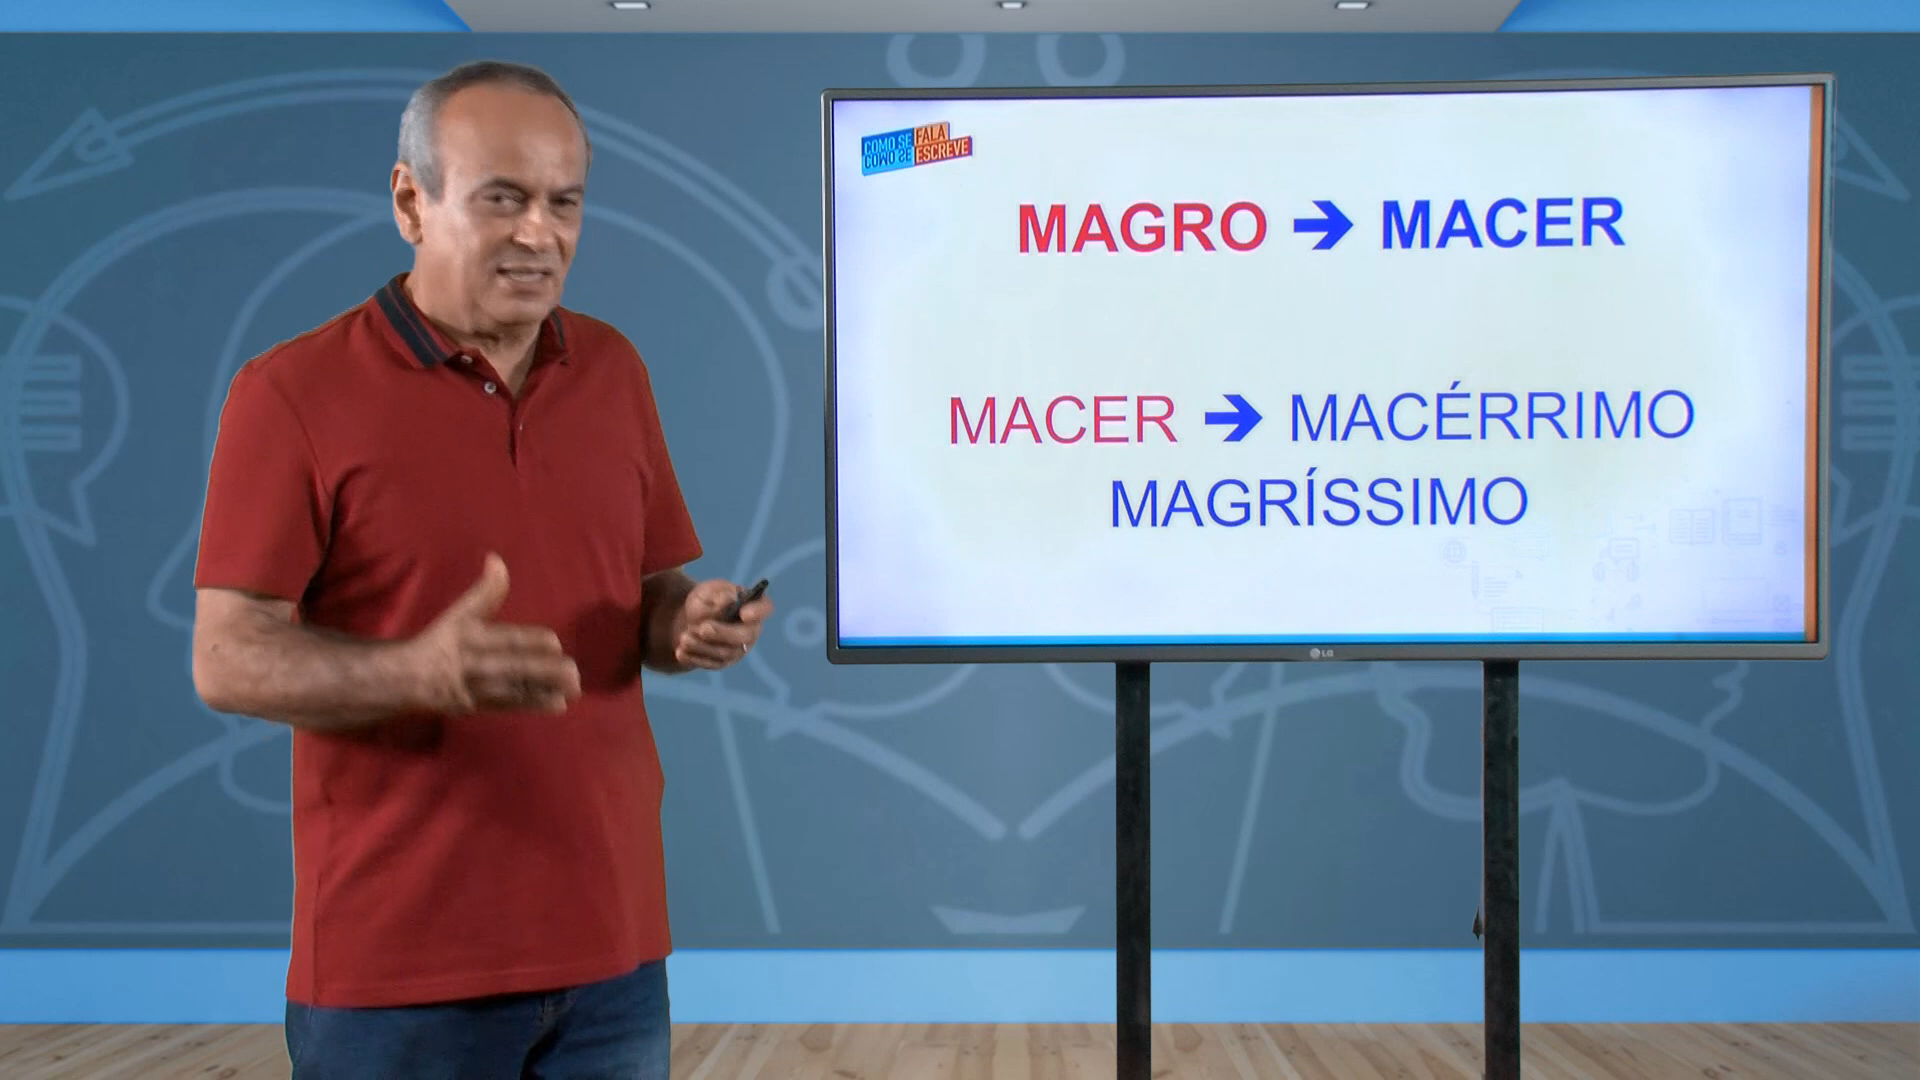 COMO SE FALA
COMO SE ESCREVE
MAGRO → MACER
MACER → MACÉRRIMO
MAGRÍSSIMO
LG